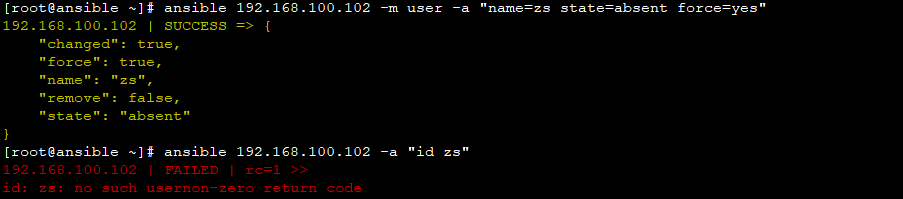 [root@ansible ~]# ansible 192.168.100.102 -m user -a "name=zs state=absent force=yes"
192.168.100.102 | SUCCESS => {
    "changed": true,
    "force": true,
    "name": "zs",
    "remove": false,
    "state": "absent"
}
[root@ansible ~]# ansible 192.168.100.102 -a "id zs"
192.168.100.102 | FAILED | rc=1 >>
id: zs: no such usernon-zero return code